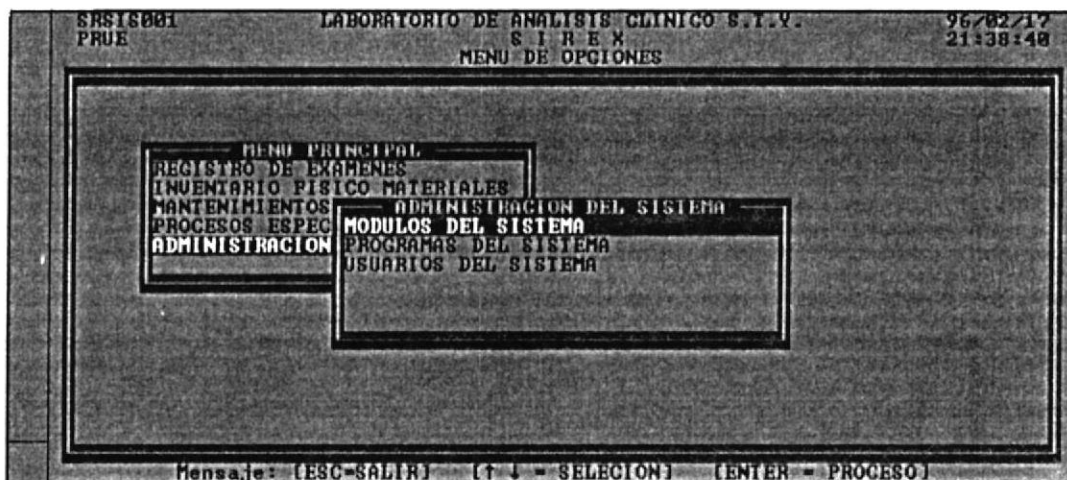 SRSIS001 LABORATORIO DE ANALISIS CLINICO S.T.Y. 96/02/17
PRUE S I R E X 21:38:40
MENU DE OPCIONES
MENU PRINCIPAL
REGISTRO DE EXAMENES
INVENTARIO FISICO MATERIALES
MANTENIMIENTOS
PROCESOS ESPEC
ADMINISTRACION
ADMINISTRACION DEL SISTEMA
MODULOS DEL SISTEMA
PROGRAMAS DEL SISTEMA
USUARIOS DEL SISTEMA
Mensaje: [ESC=SALIR] [↑ ↓ = SELECION] [ENTER = PROCESO]